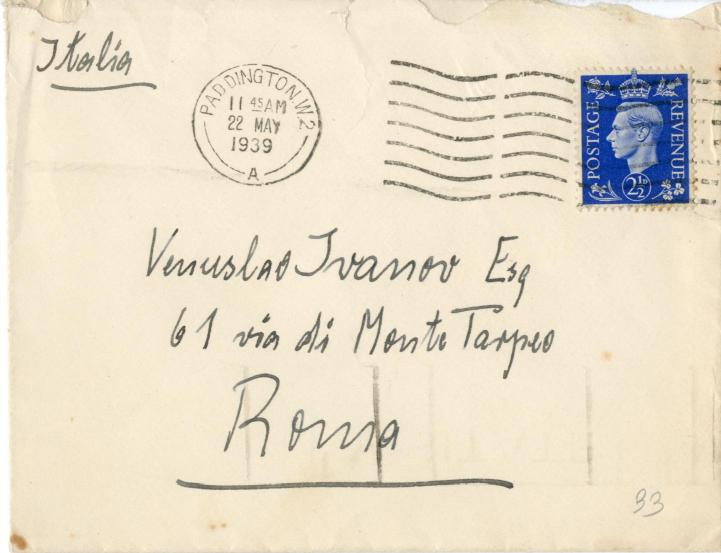 Italia
PADDINGTON. W.2
11 45 AM
22 MAY
1939
A
POSTAGE
REVENUE
2½D
Venceslao Ivanov Esq
61 via di Monte Tarpeo
Roma
93